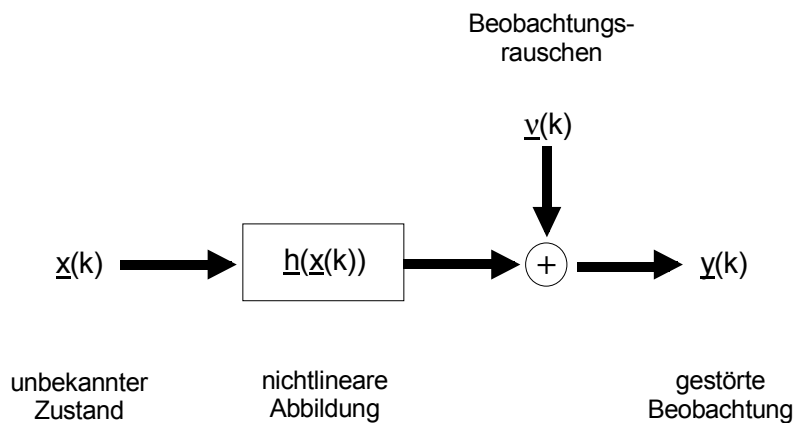 Beobachtungs-
rauschen
ν(k)
x(k)
h(x(k))
+
y(k)
unbekannter
Zustand
nichtlineare
Abbildung
gestörte
Beobachtung